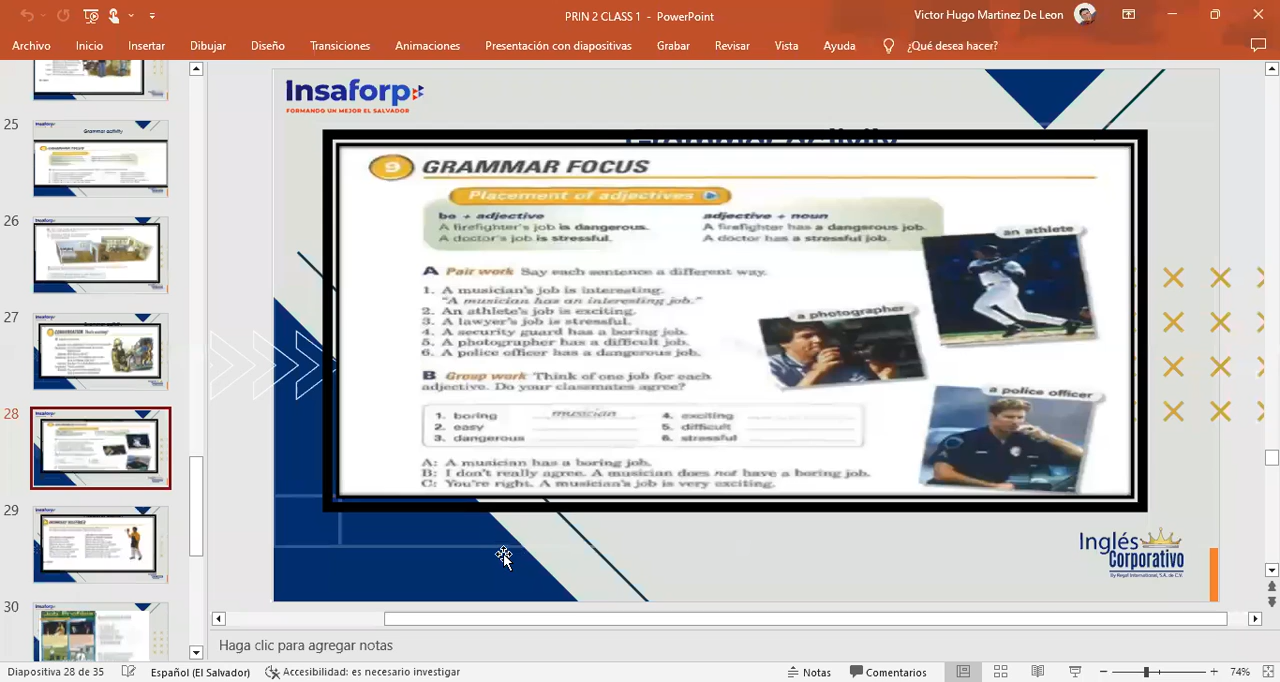 PRIN 2 CLASS 1 - PowerPoint
Victor Hugo Martinez De Leon
Archivo Inicio Insertar Dibujar Diseño Transiciones Animaciones Presentación con diapositivas Grabar Revisar Vista Ayuda ¿Qué desea hacer?
25
26
27
28
29
30
Insaforp
FORMANDO UN MEJOR EL SALVADOR
Grammar activity
9 GRAMMAR FOCUS
Placement of adjectives
be + adjective
A firefighter's job is dangerous.
A doctor's job is stressful.
adjective + noun
A firefighter has a dangerous job.
A doctor has a stressful job.
an athlete
A Pair work Say each sentence a different way.
1. A musician's job is interesting.
"A musician has an interesting job."
2. An athlete's job is exciting.
3. A lawyer's job is stressful.
4. A security guard has a boring job.
5. A photographer has a difficult job.
6. A police officer has a dangerous job.
a photographer
B Group work Think of one job for each
adjective. Do your classmates agree?
a police officer
1. boring musician 4. exciting
2. easy 5. difficult
3. dangerous 6. stressful
A: A musician has a boring job.
B: I don't really agree. A musician does not have a boring job.
C: You're right. A musician's job is very exciting.
Inglés
Corporativo
By Regal International, S.A. de C.V.
Haga clic para agregar notas
Diapositiva 28 de 35 Español (El Salvador) Accesibilidad: es necesario investigar Notas Comentarios 74%